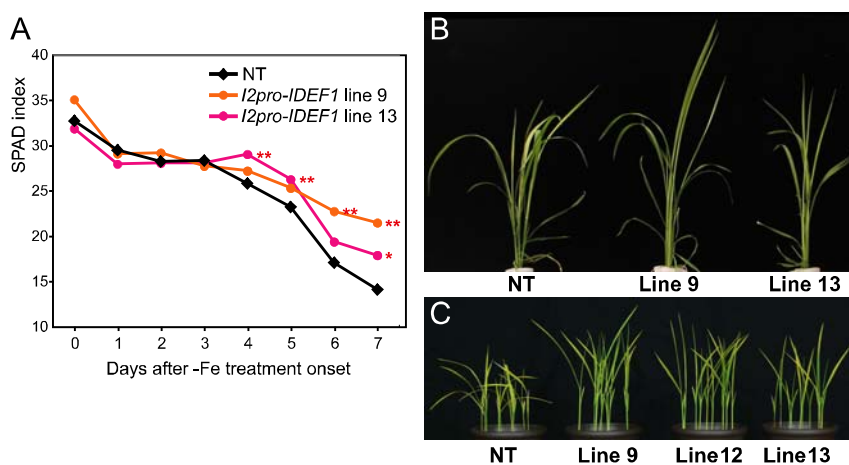 A
SPAD index
40
35
30
25
20
15
10
NT
I2pro-IDEF1 line 9
I2pro-IDEF1 line 13
**
**
**
**
*
0 1 2 3 4 5 6 7
Days after -Fe treatment onset
B
NT Line 9 Line 13
C
NT Line 9 Line12 Line13